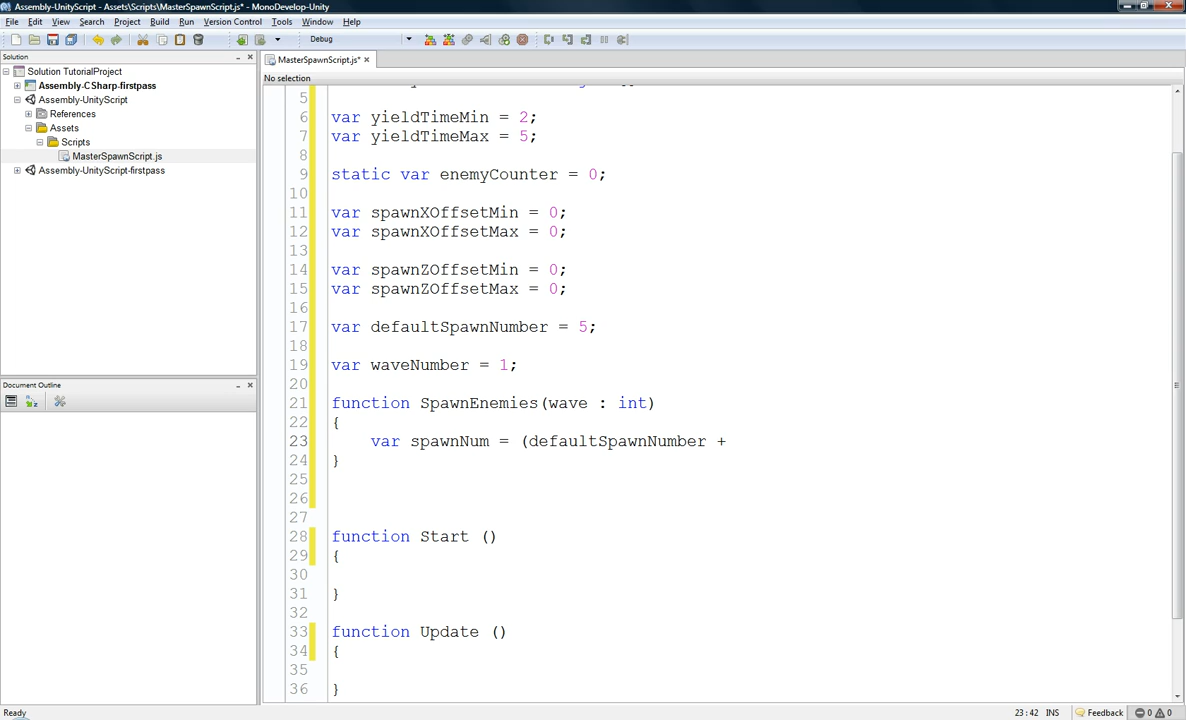 Assembly-UnityScript - Assets\Scripts\MasterSpawnScript.js* - MonoDevelop-Unity
File Edit View Search Project Build Run Version Control Tools Window Help
Debug
Solution
MasterSpawnScript.js*
No selection
Solution TutorialProject
Assembly-CSharp-firstpass
Assembly-UnityScript
References
Assets
Scripts
MasterSpawnScript.js
Assembly-UnityScript-firstpass
Document Outline
5
6 var yieldTimeMin = 2;
7 var yieldTimeMax = 5;
8
9 static var enemyCounter = 0;
10
11 var spawnXOffsetMin = 0;
12 var spawnXOffsetMax = 0;
13
14 var spawnZOffsetMin = 0;
15 var spawnZOffsetMax = 0;
16
17 var defaultSpawnNumber = 5;
18
19 var waveNumber = 1;
20
21 function SpawnEnemies(wave : int)
22 {
23 var spawnNum = (defaultSpawnNumber +
24 }
25
26
27
28 function Start ()
29 {
30
31 }
32
33 function Update ()
34 {
35
36 }
Ready
23 : 42 INS Feedback 0 0